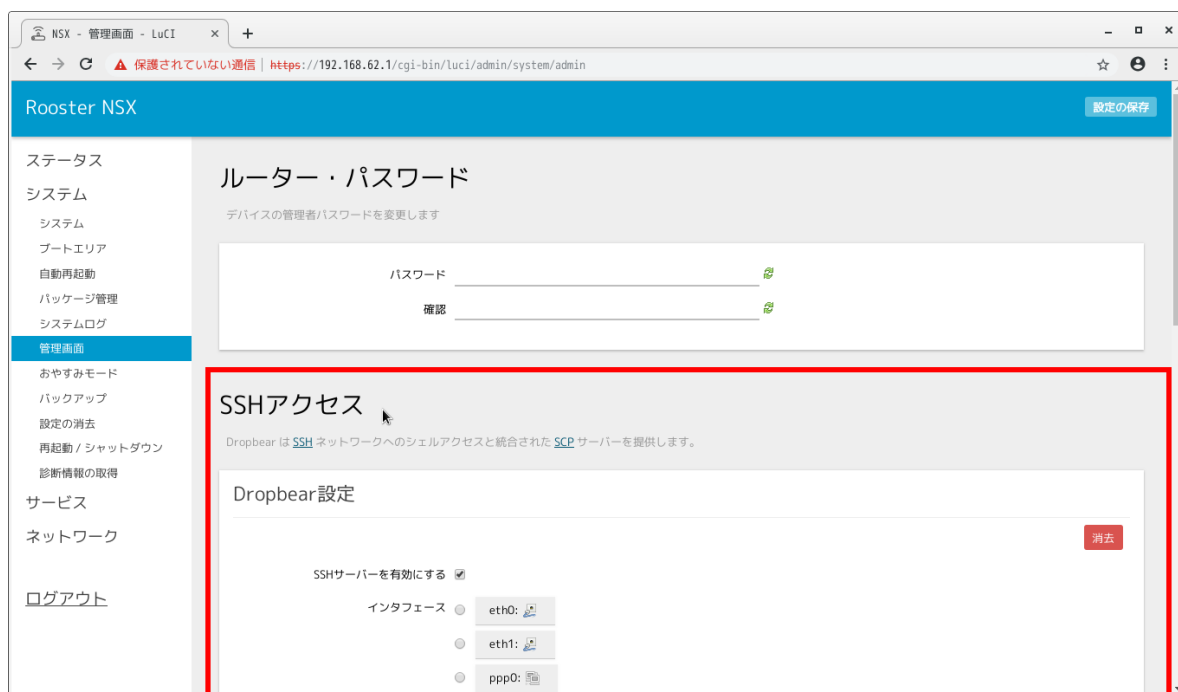 NSX - 管理画面 - LuCI
保護されていない通信 | https://192.168.62.1/cgi-bin/luci/admin/system/admin
Rooster NSX
設定の保存
ステータス
システム
システム
ブートエリア
自動再起動
パッケージ管理
システムログ
管理画面
おやすみモード
バックアップ
設定の消去
再起動 / シャットダウン
診断情報の取得
サービス
ネットワーク
ログアウト
ルーター・パスワード
デバイスの管理者パスワードを変更します
パスワード
確認
SSHアクセス
Dropbear は SSH ネットワークへのシェルアクセスと統合された SCP サーバーを提供します。
Dropbear設定
消去
SSHサーバーを有効にする
インタフェース
eth0:
eth1:
ppp0: